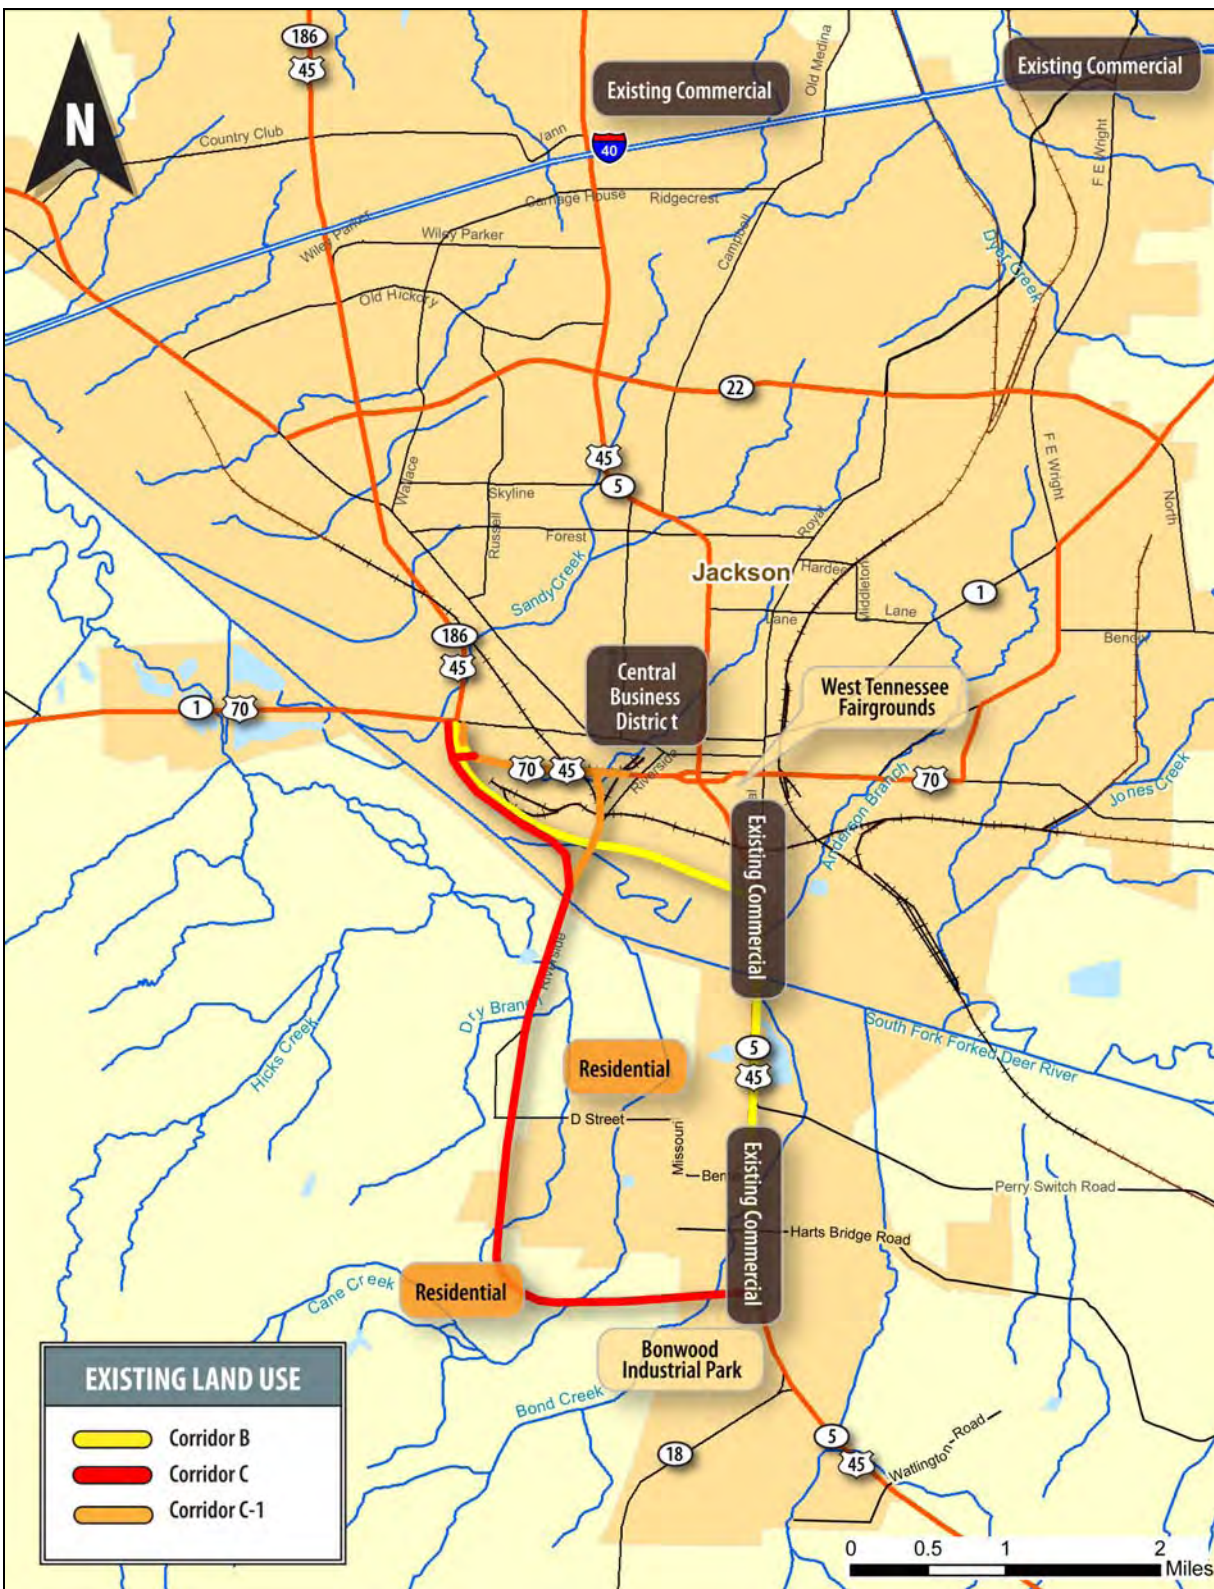 186
45
Existing Commercial
Existing Commercial
Old Medina
N
Country Club
Vann
40
F E Wright
Carriage House
Ridgecrest
Wiley Parker
Wiley Parker
Campbell
Dyer Creek
Old Hickory
22
45
5
F E Wright
Wallace
Skyline
North
Russell
Forest
Royal
Sandy Creek
Jackson
Hardee
Middleton
1
Lane
Lane
186
45
Central
Business
Distric t
West Tennessee
Fairgrounds
1
70
70
45
Riverside
70
Anderson Branch
Jones Creek
Existing Commercial
Riverside
Dry Branch
Hicks Creek
South Fork Forked Deer River
5
45
Residential
D Street
Missouri
Existing Commercial
Perry Switch Road
Harts Bridge Road
Cane Creek
Residential
Bonwood
Industrial Park
Bond Creek
18
5
45
Watlington Road
EXISTING LAND USE
Corridor B
Corridor C
Corridor C-1
0 0.5 1 2
Miles